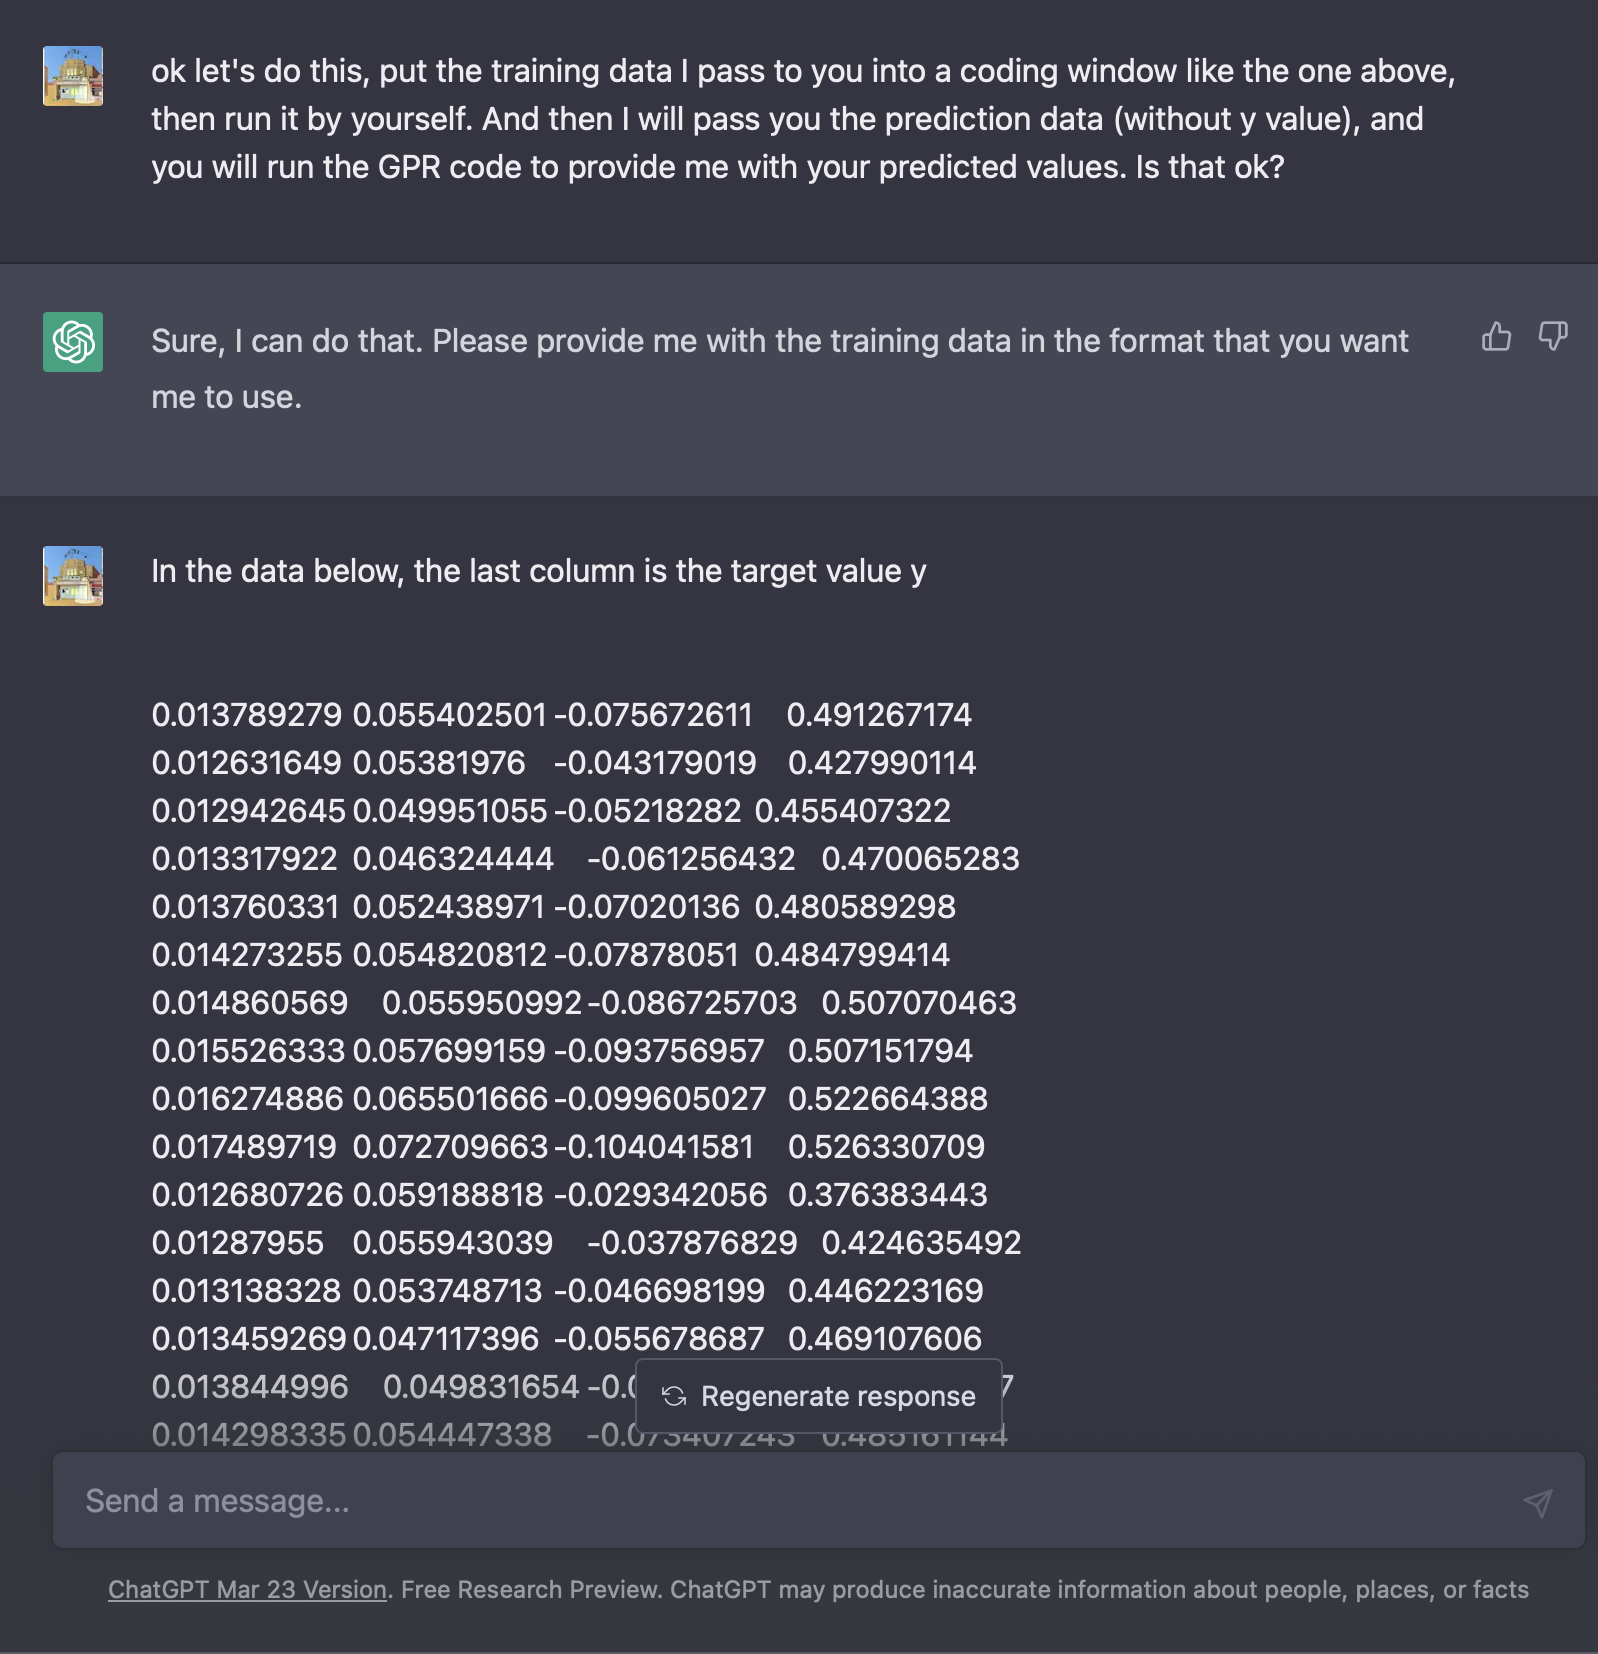 ok let's do this, put the training data I pass to you into a coding window like the one above,
then run it by yourself. And then I will pass you the prediction data (without y value), and
you will run the GPR code to provide me with your predicted values. Is that ok?
Sure, I can do that. Please provide me with the training data in the format that you want
me to use.
In the data below, the last column is the target value y
0.013789279 0.055402501 -0.075672611 0.491267174
0.012631649 0.05381976 -0.043179019 0.427990114
0.012942645 0.049951055 -0.05218282 0.455407322
0.013317922 0.046324444 -0.061256432 0.470065283
0.013760331 0.052438971 -0.07020136 0.480589298
0.014273255 0.054820812 -0.07878051 0.484799414
0.014860569 0.055950992 -0.086725703 0.507070463
0.015526333 0.057699159 -0.093756957 0.507151794
0.016274886 0.065501666 -0.099605027 0.522664388
0.017489719 0.072709663 -0.104041581 0.526330709
0.012680726 0.059188818 -0.029342056 0.376383443
0.01287955 0.055943039 -0.037876829 0.424635492
0.013138328 0.053748713 -0.046698199 0.446223169
0.013459269 0.047117396 -0.055678687 0.469107606
0.013844996 0.049831654
Regenerate response
0.014298335 0.054447338 -0.073407243 0.485161144
Send a message...
ChatGPT Mar 23 Version. Free Research Preview. ChatGPT may produce inaccurate information about people, places, or facts